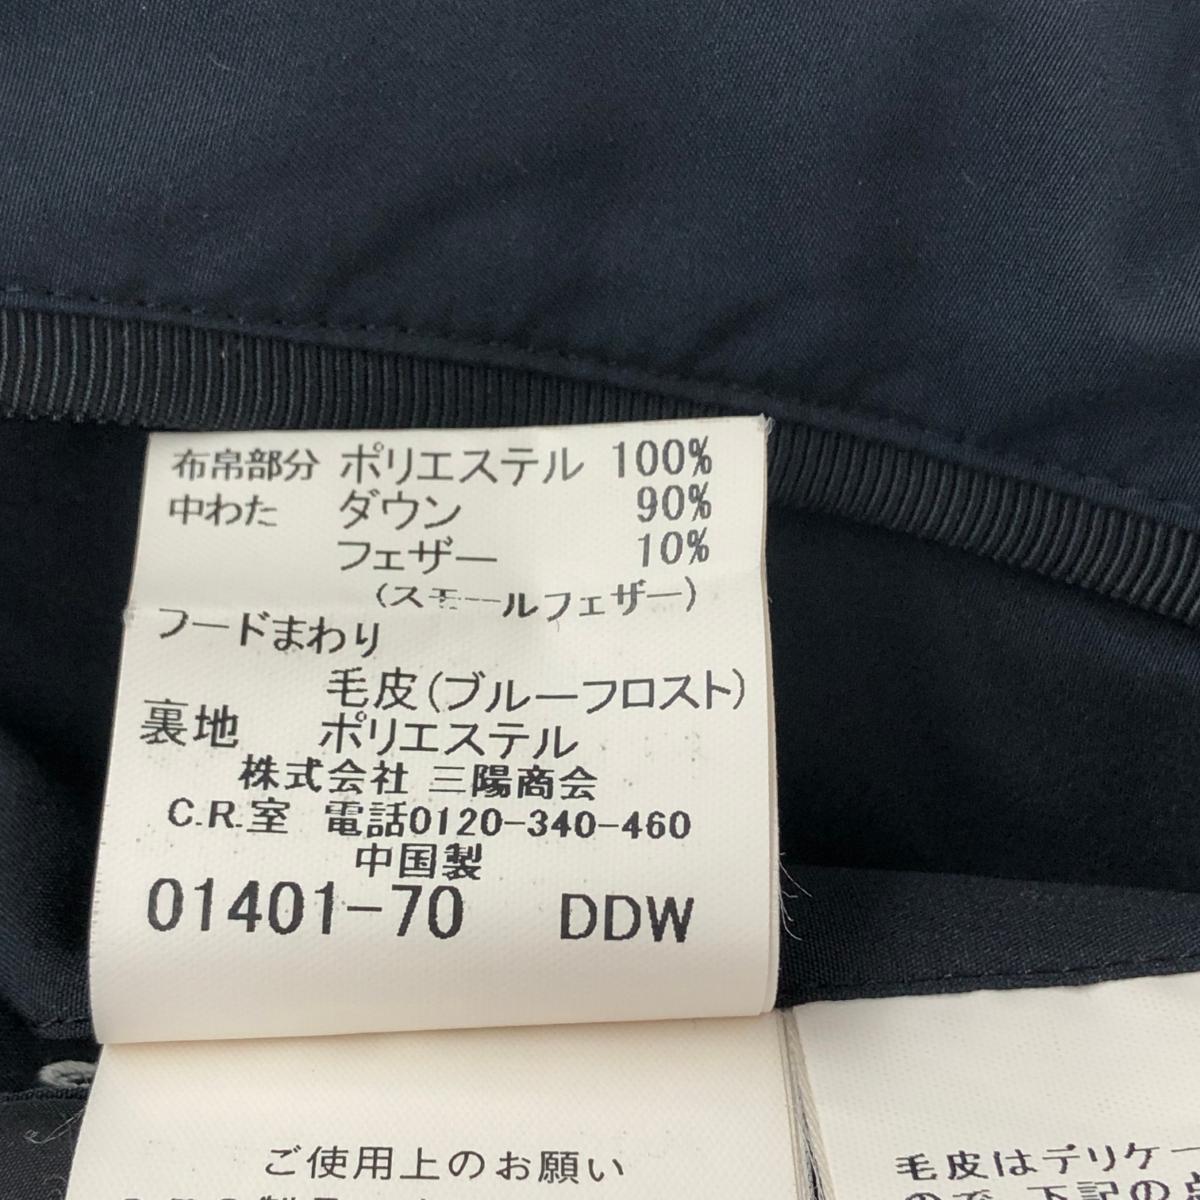 布帛部分 ポリエステル 100%
中わた ダウン 90%
フェザー 10%
(スモールフェザー)
フードまわり
毛皮(ブルーフロスト)
裏地 ポリエステル
株式会社 三陽商会
C.R.室 電話0120-340-460
中国製
01401-70 DDW
ご使用上のお願い
毛皮はデリケー
ので、下記の点